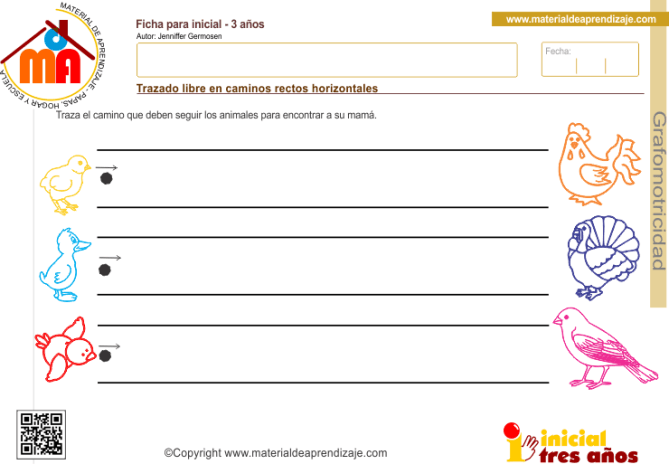 MATERIAL DE APRENDIZAJE - PAPAS, HOGAR Y ESCUELA
dMA
Ficha para inicial - 3 años
Autor: Jenniffer Germosen
www.materialdeaprendizaje.com
Fecha:
Trazado libre en caminos rectos horizontales
Traza el camino que deben seguir los animales para encontrar a su mamá.
Grafomotricidad
©Copyright www.materialdeaprendizaje.com
inicial
tres años